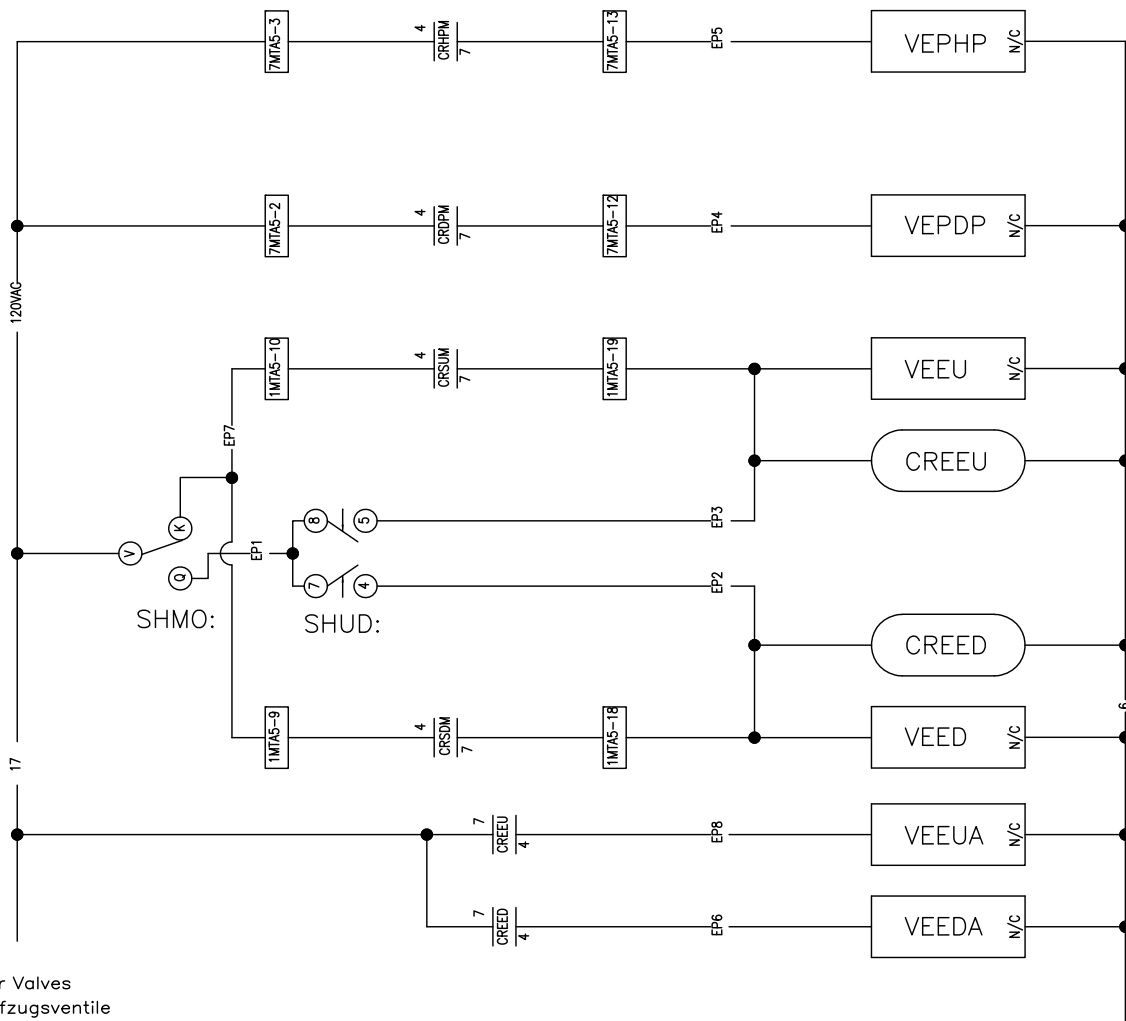 7MTA5-3
4
CRHPM
7
7MTA5-13
EP5
VEPHP
N/C
7MTA5-2
4
CRDPM
7
7MTA5-12
EP4
VEPDP
N/C
120VAC
1MTA5-10
4
CRSUM
7
1MTA5-19
VEEU
N/C
EP7
CREEU
K
8
5
EP3
V
EP1
Q
7
4
EP2
SHMO:
SHUD:
CREED
6
1MTA5-9
4
CRSDM
7
1MTA5-18
VEED
N/C
17
7
CREEU
4
EP8
VEEUA
N/C
7
CREED
4
EP6
VEEDA
N/C
r Valves
fzugsventile